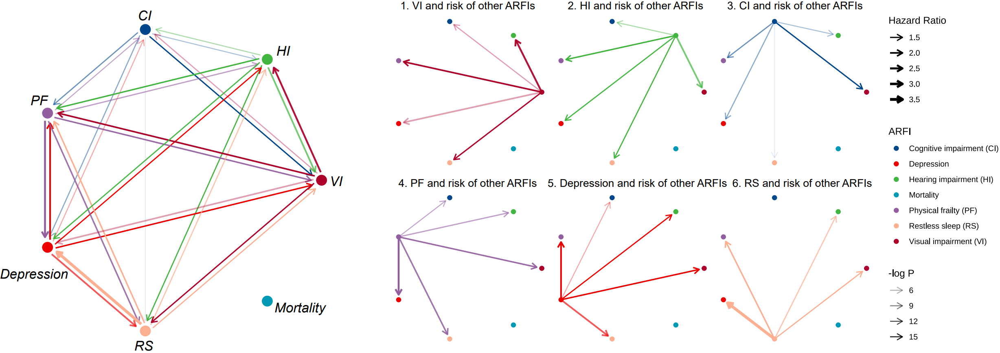 CI
HI
PF
VI
Depression
Mortality
RS
1. VI and risk of other ARFIs
2. HI and risk of other ARFIs
3. CI and risk of other ARFIs
4. PF and risk of other ARFIs
5. Depression and risk of other ARFIs
6. RS and risk of other ARFIs
Hazard Ratio
1.5
2.0
2.5
3.0
3.5
ARFI
Cognitive impairment (CI)
Depression
Hearing impairment (HI)
Mortality
Physical frailty (PF)
Restless sleep (RS)
Visual impairment (VI)
-log P
6
9
12
15